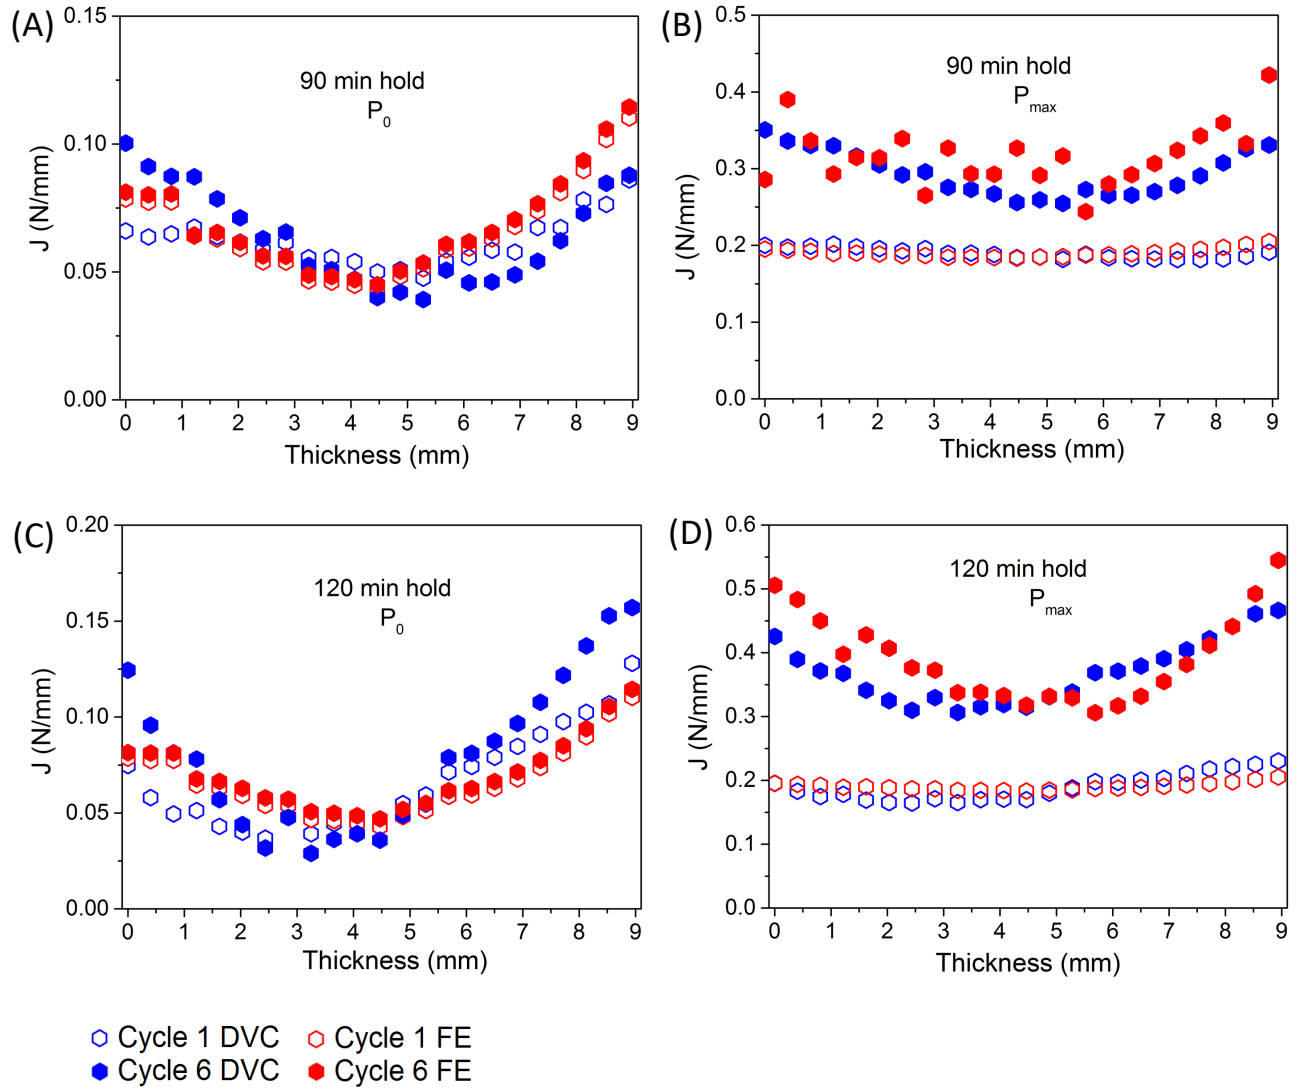 (A)
0.15
0.10
0.05
0.00
J (N/mm)
90 min hold
P0
0 1 2 3 4 5 6 7 8 9
Thickness (mm)
(B)
0.5
0.4
0.3
0.2
0.1
0.0
J (N/mm)
90 min hold
Pmax
0 1 2 3 4 5 6 7 8 9
Thickness (mm)
(C)
0.20
0.15
0.10
0.05
0.00
J (N/mm)
120 min hold
P0
0 1 2 3 4 5 6 7 8 9
Thickness (mm)
(D)
0.6
0.5
0.4
0.3
0.2
0.1
0.0
J (N/mm)
120 min hold
Pmax
0 1 2 3 4 5 6 7 8 9
Thickness (mm)
Cycle 1 DVC Cycle 1 FE
Cycle 6 DVC Cycle 6 FE